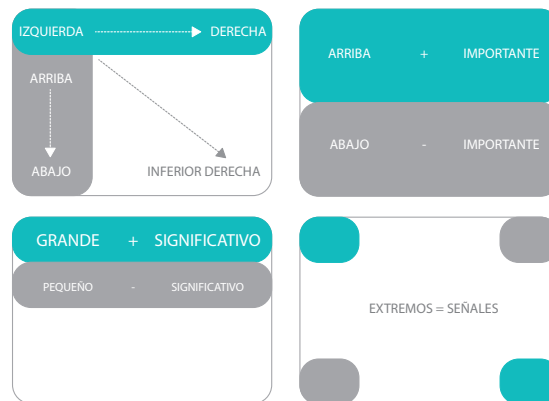 IZQUIERDA DERECHA
ARRIBA
ABAJO INFERIOR DERECHA
ARRIBA + IMPORTANTE
ABAJO - IMPORTANTE
GRANDE + SIGNIFICATIVO
PEQUEÑO - SIGNIFICATIVO
EXTREMOS = SEÑALES